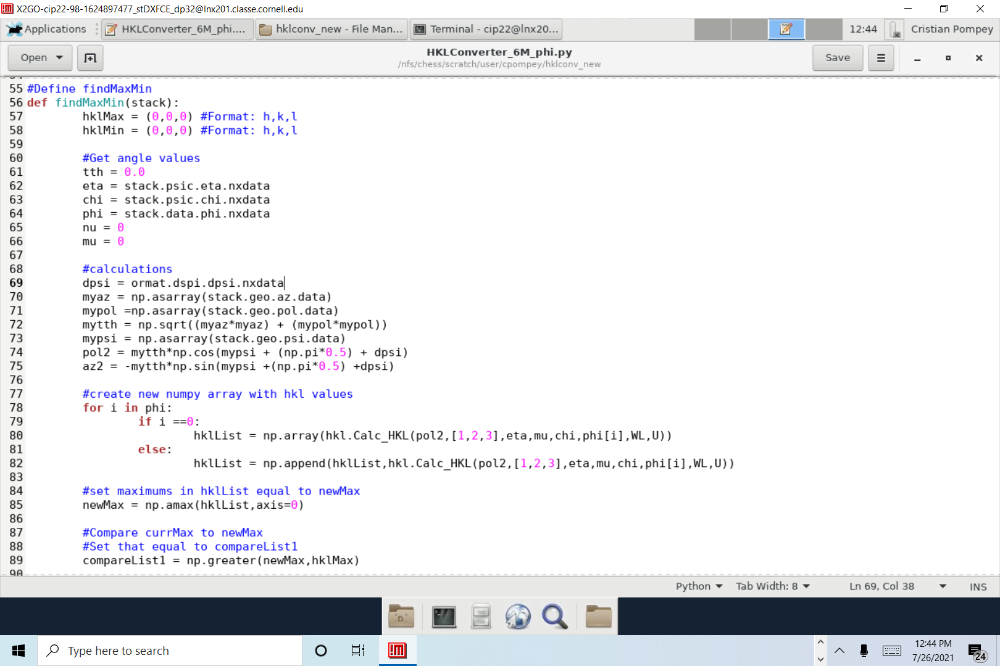 X2GO-cip22-98-1624897477_stDXFCE_dp32@lnx201.classe.cornell.edu
Applications HKLConverter_6M_phi.... hklconv_new - File Man... Terminal - cip22@lnx20... 12:44 Cristian Pompey
Open HKLConverter_6M_phi.py Save
/nfs/chess/scratch/user/cpompey/hklconv_new
55 #Define findMaxMin
56 def findMaxMin(stack):
57 hklMax = (0,0,0) #Format: h,k,l
58 hklMin = (0,0,0) #Format: h,k,l
59
60 #Get angle values
61 tth = 0.0
62 eta = stack.psic.eta.nxdata
63 chi = stack.psic.chi.nxdata
64 phi = stack.data.phi.nxdata
65 nu = 0
66 mu = 0
67
68 #calculations
69 dpsi = ormat.dspi.dpsi.nxdata
70 myaz = np.asarray(stack.geo.az.data)
71 mypol =np.asarray(stack.geo.pol.data)
72 mytth = np.sqrt((myaz*myaz) + (mypol*mypol))
73 mypsi = np.asarray(stack.geo.psi.data)
74 pol2 = mytth*np.cos(mypsi + (np.pi*0.5) + dpsi)
75 az2 = -mytth*np.sin(mypsi +(np.pi*0.5) +dpsi)
76
77 #create new numpy array with hkl values
78 for i in phi:
79 if i ==0:
80 hklList = np.array(hkl.Calc_HKL(pol2,[1,2,3],eta,mu,chi,phi[i],WL,U))
81 else:
82 hklList = np.append(hklList,hkl.Calc_HKL(pol2,[1,2,3],eta,mu,chi,phi[i],WL,U))
83
84 #set maximums in hklList equal to newMax
85 newMax = np.amax(hklList,axis=0)
86
87 #Compare currMax to newMax
88 #Set that equal to compareList1
89 compareList1 = np.greater(newMax,hklMax)
90
Python Tab Width: 8 Ln 69, Col 38 INS
Type here to search 12:44 PM
7/26/2021 24